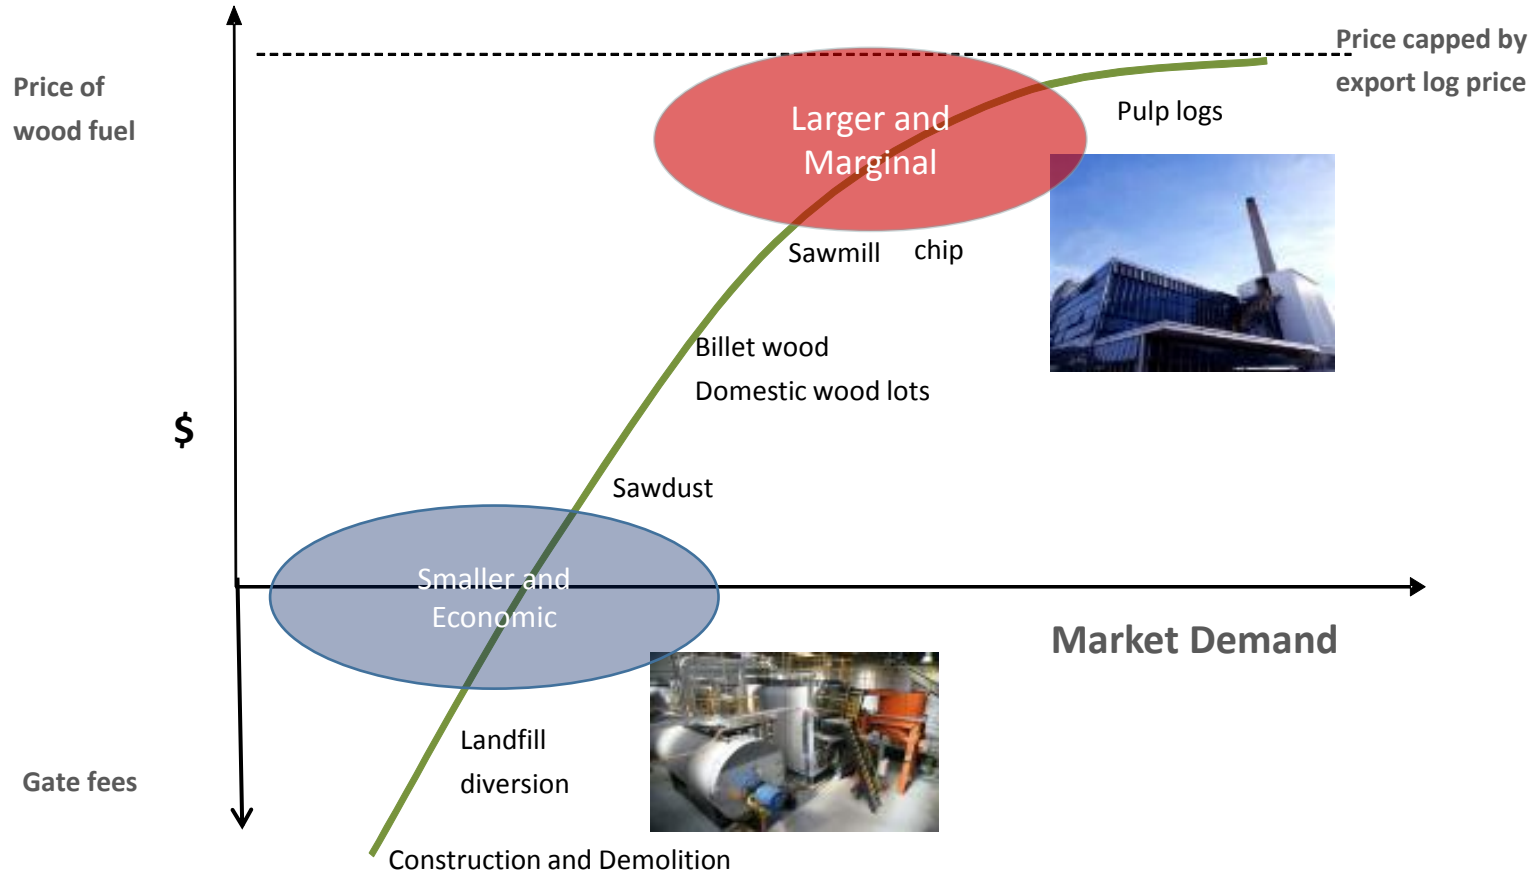 Price capped by
export log price
Price of
wood fuel
Larger and
Marginal
Pulp logs
Sawmill chip
Billet wood
Domestic wood lots
$
Sawdust
Smaller and
Economic
Market Demand
Landfill
diversion
Gate fees
Construction and Demolition